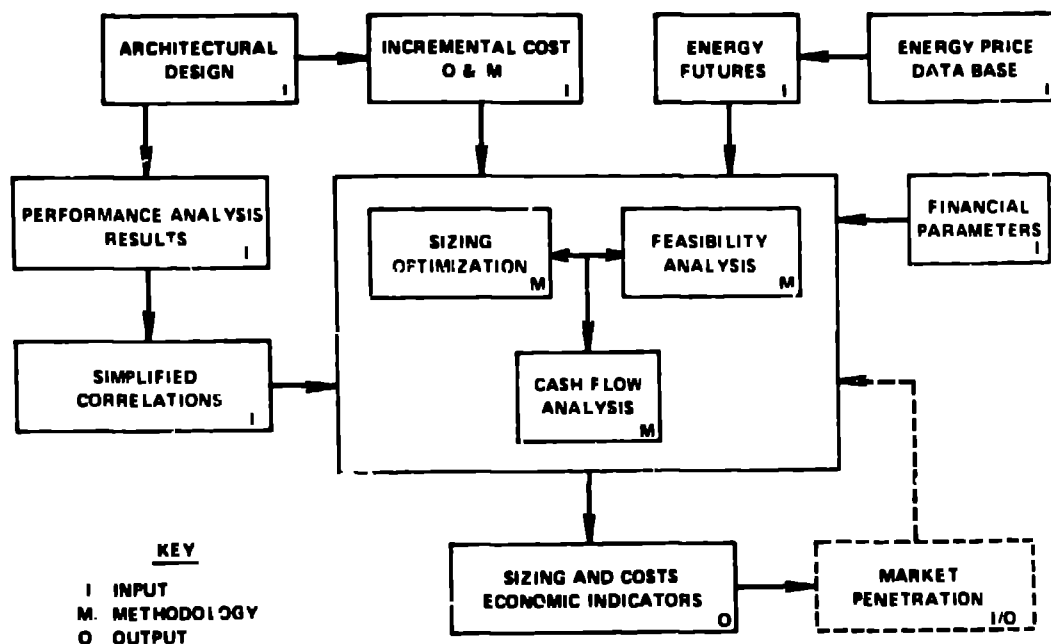 ARCHITECTURAL
DESIGN
I
INCREMENTAL COST
O & M
I
ENERGY
FUTURES
I
ENERGY PRICE
DATA BASE
I
PERFORMANCE ANALYSIS
RESULTS
I
SIZING
OPTIMIZATION
M
FEASIBILITY
ANALYSIS
M
FINANCIAL
PARAMETERS
I
SIMPLIFIED
CORRELATIONS
I
CASH FLOW
ANALYSIS
M
KEY
I INPUT
M. METHODOLOGY
O OUTPUT
SIZING AND COSTS
ECONOMIC INDICATORS
O
MARKET
PENETRATION
I/O